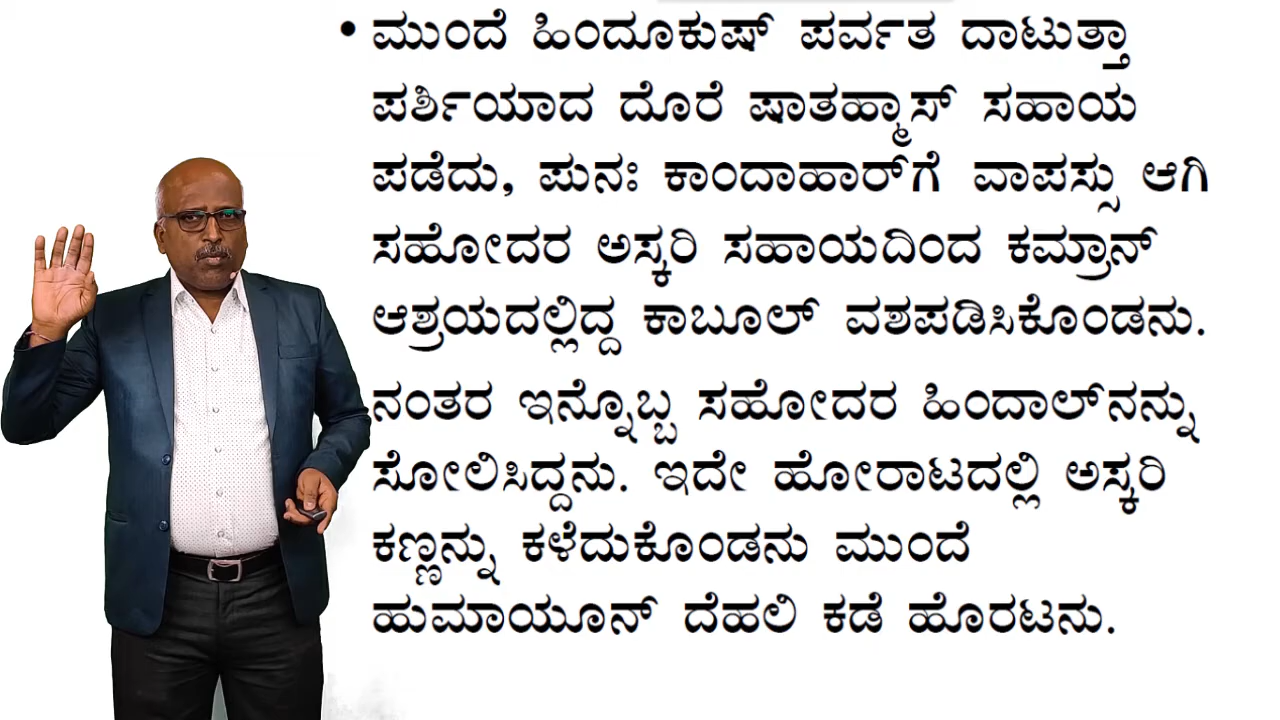 • ಮುಂದೆ ಹಿಂದೂಕುಷ್ ಪರ್ವತ ದಾಟುತ್ತಾ
ಪರ್ಶಿಯಾದ ದೊರೆ ಷಾತಹ್ಮಾಸ್ ಸಹಾಯ
ಪಡೆದು, ಪುನಃ ಕಾಂದಾಹಾರ್‌ಗೆ ವಾಪಸ್ಸು ಆಗಿ
ಸಹೋದರ ಅಸ್ಕರಿ ಸಹಾಯದಿಂದ ಕಮ್ರಾನ್
ಆಶ್ರಯದಲ್ಲಿದ್ದ ಕಾಬೂಲ್ ವಶಪಡಿಸಿಕೊಂಡನು.
ನಂತರ ಇನ್ನೊಬ್ಬ ಸಹೋದರ ಹಿಂದಾಲ್‌ನನ್ನು
ಸೋಲಿಸಿದ್ದನು. ಇದೇ ಹೋರಾಟದಲ್ಲಿ ಅಸ್ಕರಿ
ಕಣ್ಣನ್ನು ಕಳೆದುಕೊಂಡನು ಮುಂದೆ
ಹುಮಾಯೂನ್ ದೆಹಲಿ ಕಡೆ ಹೊರಟನು.